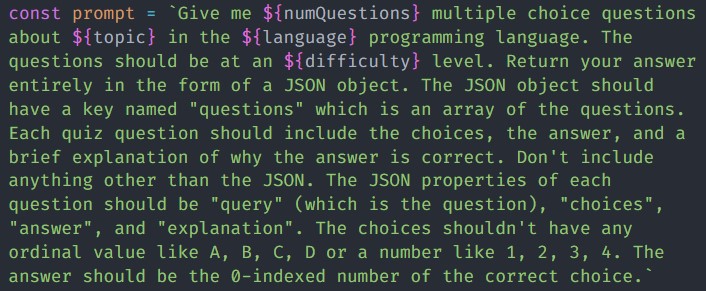 const prompt = `Give me ${numQuestions} multiple choice questions
about ${topic} in the ${language} programming language. The
questions should be at an ${difficulty} level. Return your answer
entirely in the form of a JSON object. The JSON object should
have a key named "questions" which is an array of the questions.
Each quiz question should include the choices, the answer, and a
brief explanation of why the answer is correct. Don't include
anything other than the JSON. The JSON properties of each
question should be "query" (which is the question), "choices",
"answer", and "explanation". The choices shouldn't have any
ordinal value like A, B, C, D or a number like 1, 2, 3, 4. The
answer should be the 0-indexed number of the correct choice.`